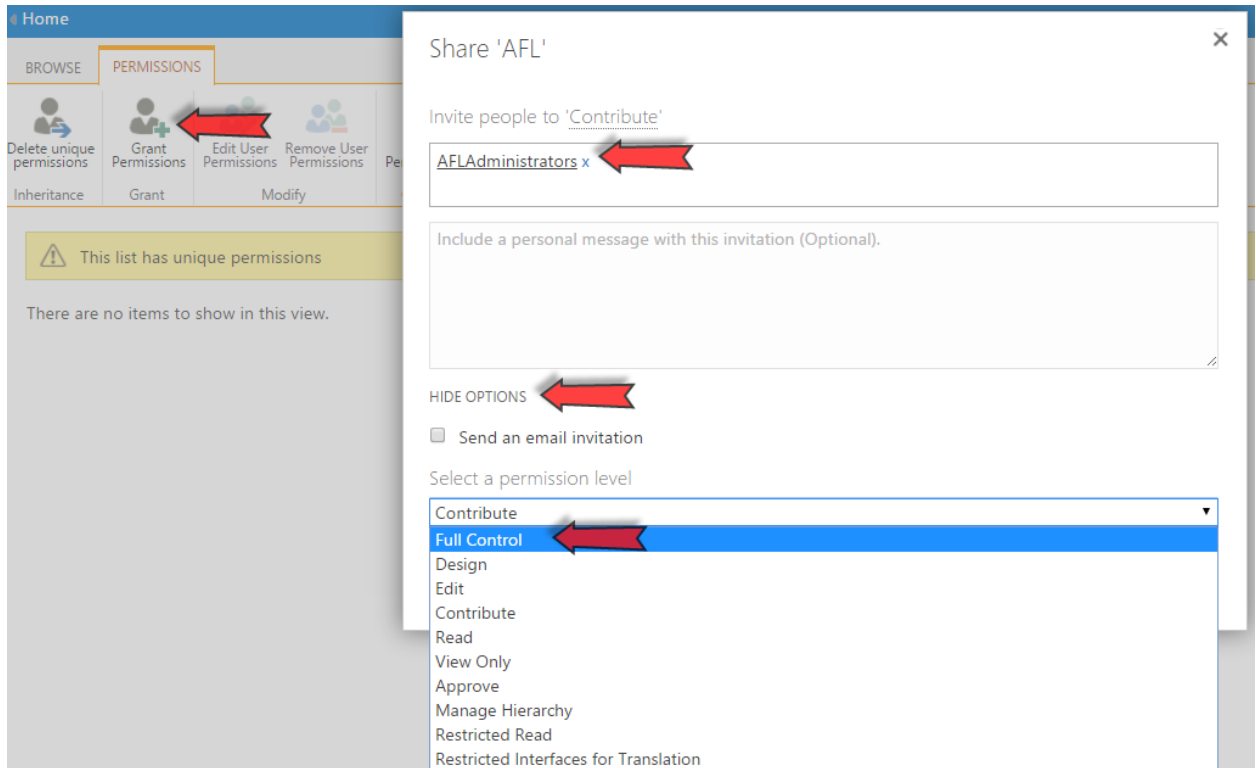 Home
BROWSE
PERMISSIONS
Delete unique permissions
Grant Permissions
Edit User Permissions
Remove User Permissions
Inheritance
Grant
Modify
This list has unique permissions
There are no items to show in this view.
Share 'AFL'
Invite people to 'Contribute'
AFLAdministrators x
Include a personal message with this invitation (Optional).
HIDE OPTIONS
Send an email invitation
Select a permission level
Contribute
Full Control
Design
Edit
Contribute
Read
View Only
Approve
Manage Hierarchy
Restricted Read
Restricted Interfaces for Translation